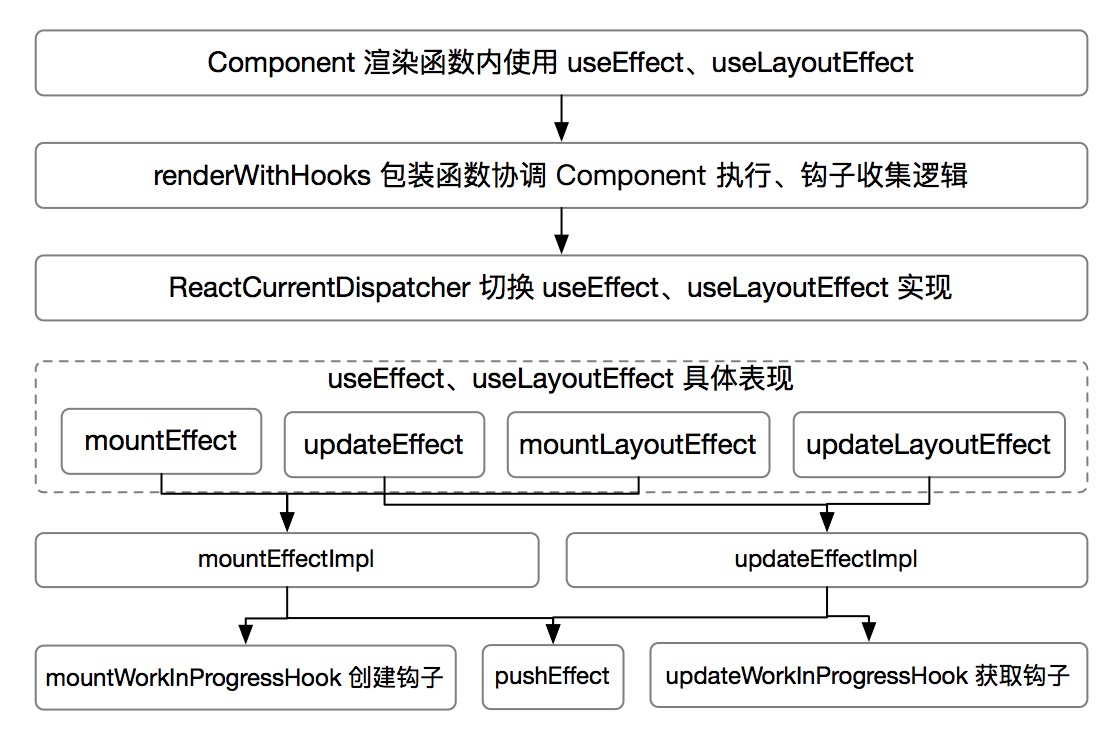 Component 渲染函数内使用 useEffect、useLayoutEffect
renderWithHooks 包装函数协调 Component 执行、钩子收集逻辑
ReactCurrentDispatcher 切换 useEffect、useLayoutEffect 实现
useEffect、useLayoutEffect 具体表现
mountEffect
updateEffect
mountLayoutEffect
updateLayoutEffect
mountEffectImpl
updateEffectImpl
mountWorkInProgressHook 创建钩子
pushEffect
updateWorkInProgressHook 获取钩子